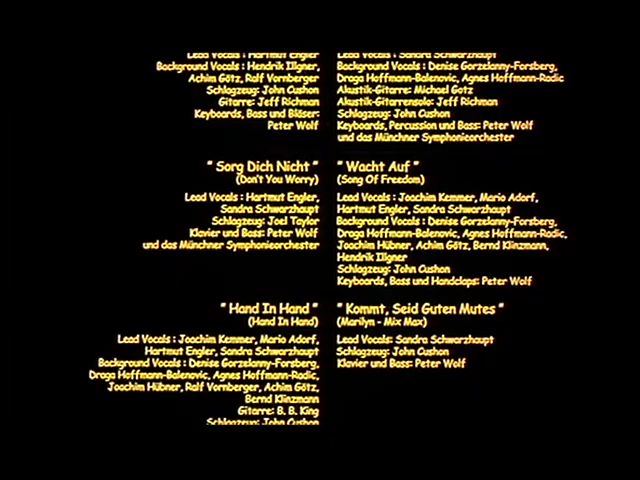 Lead Vocals : Hartmut Engler,
Background Vocals : Hendrik Illgner,
Achim Götz, Ralf Vornberger
Schlagzeug: John Cushon
Gitarre: Jeff Richman
Keyboards, Bass und Bläser:
Peter Wolf
Lead Vocals : Sandra Schwarzhaupt
Background Vocals : Denise Gorzelanny-Forsberg,
Draga Hoffmann-Balenovic, Agnes Hoffmann-Radic
Akustik-Gitarre: Michael Gotz
Akustik-Gitarrensolo: Jeff Richman
Schlagzeug: John Cushon
Keyboards, Percussion und Bass: Peter Wolf
und das Münchner Symphonieorchester
" Sorg Dich Nicht "
(Don't You Worry)
Lead Vocals : Hartmut Engler,
Sandra Schwarzhaupt
Schlagzeug: Joel Taylor
Klavier und Bass: Peter Wolf
und das Münchner Symphonieorchester
" Wacht Auf "
(Song Of Freedom)
Lead Vocals : Joachim Kemmer, Mario Adorf,
Hartmut Engler, Sandra Schwarzhaupt
Background Vocals : Denise Gorzelanny-Forsberg,
Draga Hoffmann-Balenovic, Agnes Hoffmann-Radic,
Joachim Hübner, Achim Götz, Bernd Klinzmann,
Hendrik Illgner
Schlagzeug: John Cushon
Keyboards, Bass und Handclaps: Peter Wolf
" Hand In Hand "
(Hand In Hand)
Lead Vocals : Joachim Kemmer, Mario Adorf,
Hartmut Engler, Sandra Schwarzhaupt
Background Vocals : Denise Gorzelanny-Forsberg,
Draga Hoffmann-Balenovic, Agnes Hoffmann-Radic,
Joachim Hübner, Ralf Vornberger, Achim Götz,
Bernd Klinzmann
Gitarre: B. B. King
Schlagzeug: John Cushon
" Kommt, Seid Guten Mutes "
(Marilyn - Mix Max)
Lead Vocals: Sandra Schwarzhaupt
Schlagzeug: John Cushon
Klavier und Bass: Peter Wolf